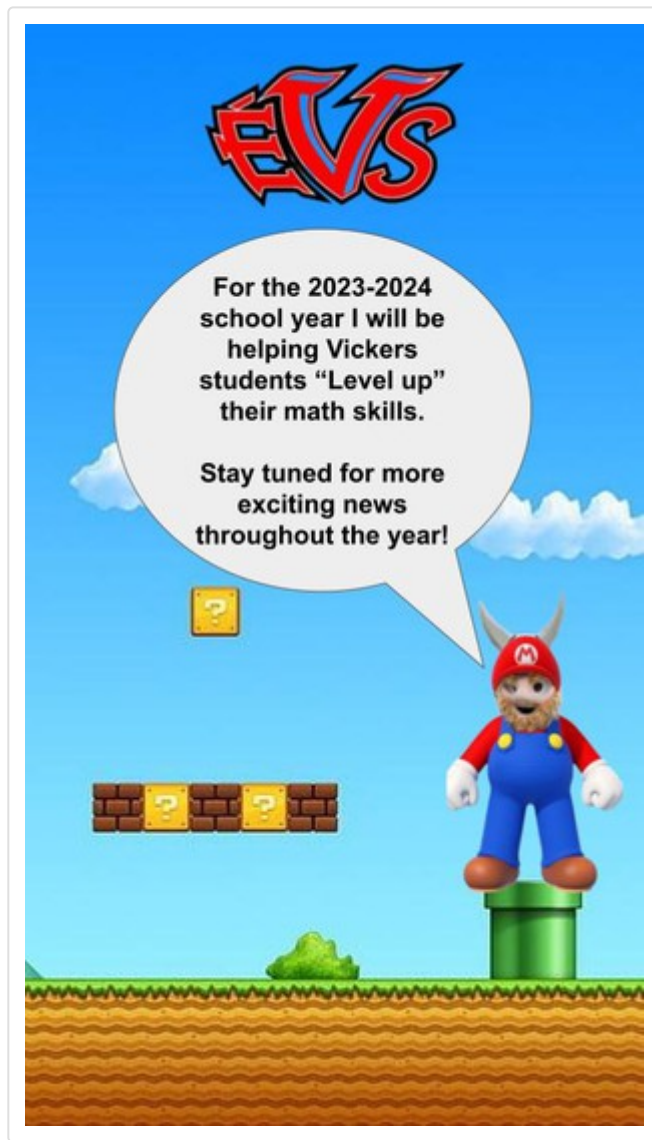 ÉVS
For the 2023-2024
school year I will be
helping Vickers
students “Level up”
their math skills.
Stay tuned for more
exciting news
throughout the year!
?
M
? ?